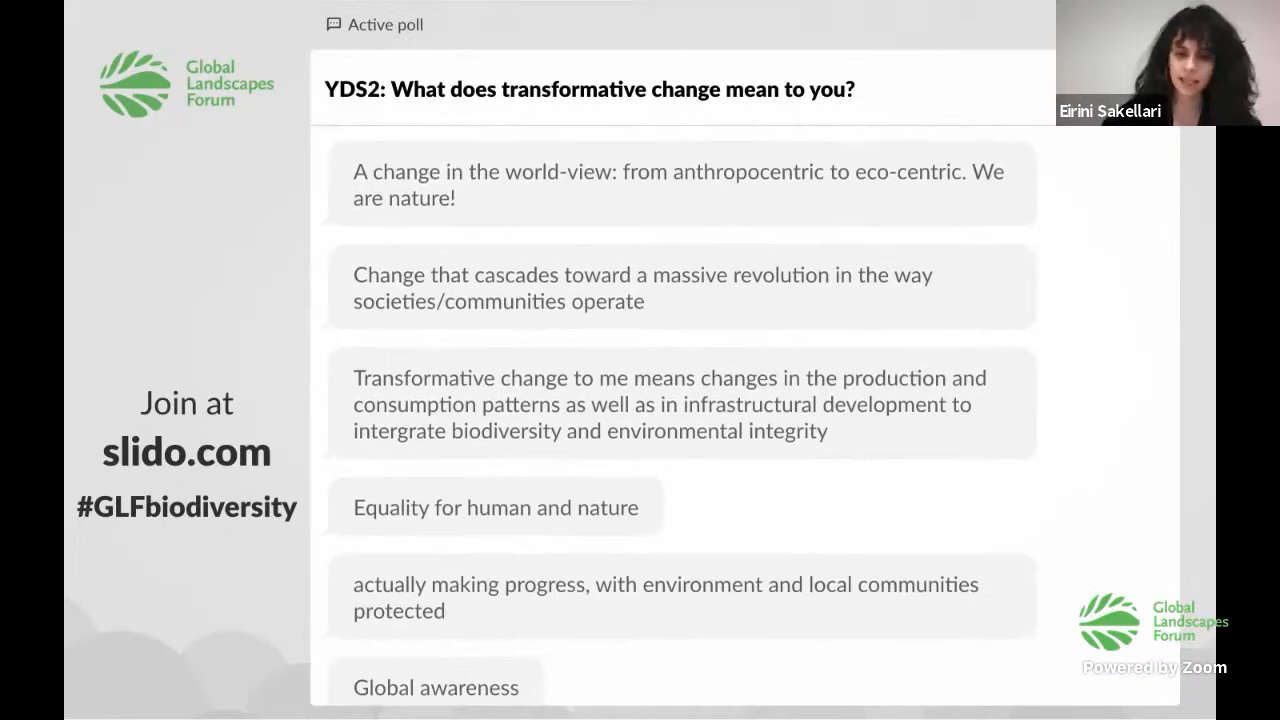 Active poll
Global
Landscapes
Forum
YDS2: What does transformative change mean to you?
Eirini Sakellari
A change in the world-view: from anthropocentric to eco-centric. We
are nature!
Change that cascades toward a massive revolution in the way
societies/communities operate
Transformative change to me means changes in the production and
consumption patterns as well as in infrastructural development to
intergrate biodiversity and environmental integrity
Join at
slido.com
#GLFbiodiversity
Equality for human and nature
actually making progress, with environment and local communities
protected
Global awareness
Global
Landscapes
Forum
Powered by Zoom